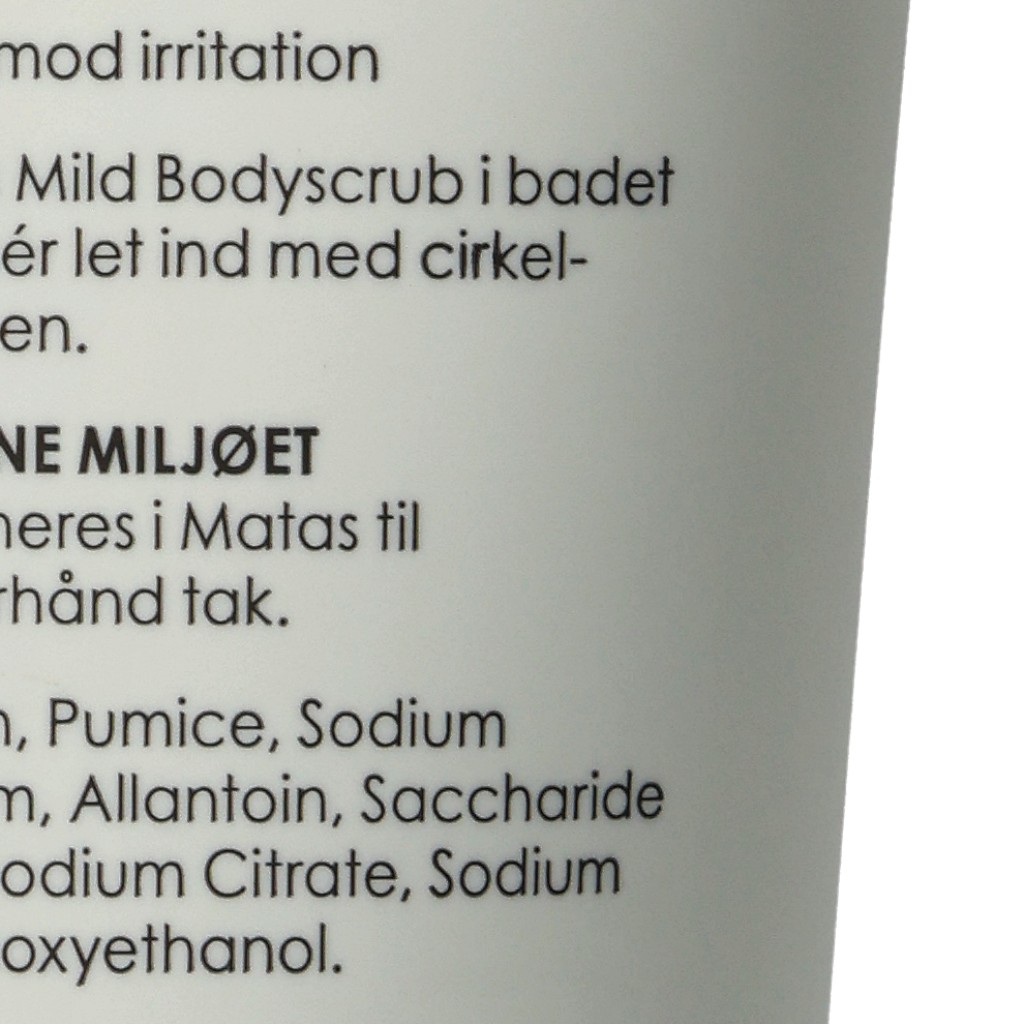 mod irritation
Mild Bodyscrub i badet
ér let ind med cirkel-
en.
NE MILJØET
neres i Matas til
rhånd tak.
n, Pumice, Sodium
m, Allantoin, Saccharide
odium Citrate, Sodium
oxyethanol.